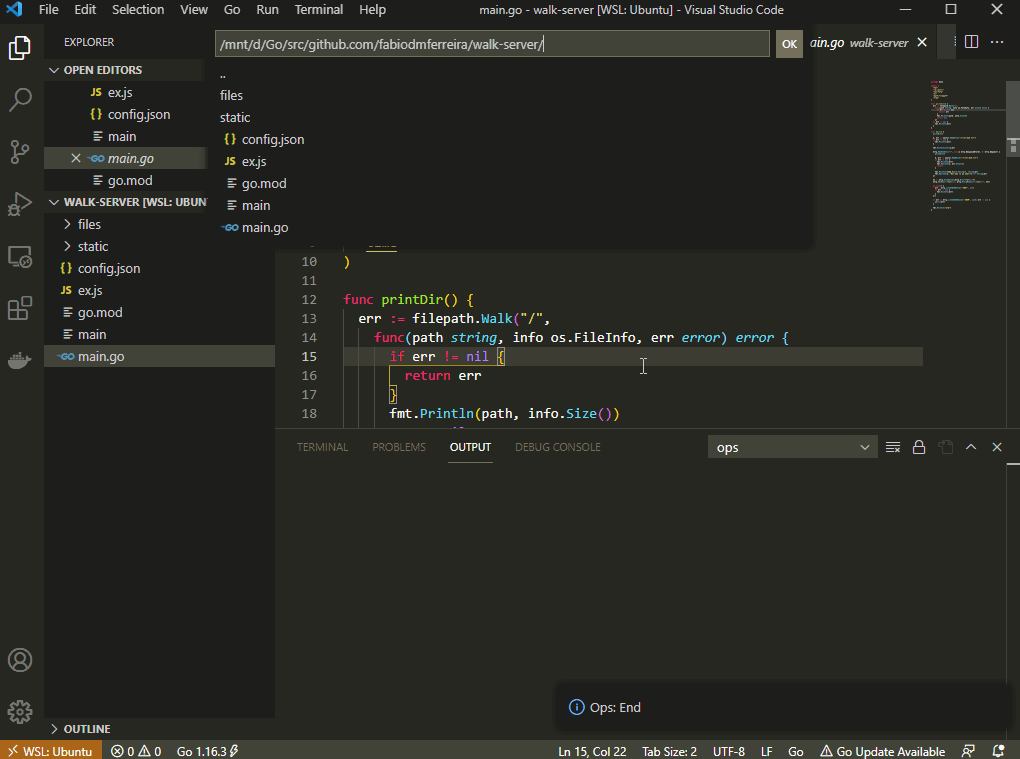 File Edit Selection View Go Run Terminal Help main.go - walk-server [WSL: Ubuntu] - Visual Studio Code
EXPLORER
/mnt/d/Go/src/github.com/fabiodmferreira/walk-server/
OK
ain.go walk-server
OPEN EDITORS
JS ex.js
{} config.json
main
GO main.go
go.mod
..
files
static
{} config.json
JS ex.js
go.mod
main
GO main.go
WALK-SERVER [WSL: UBUN
files
static
{} config.json
JS ex.js
go.mod
main
GO main.go
10 )
11
12 func printDir() {
13 err := filepath.Walk("/",
14 func(path string, info os.FileInfo, err error) error {
15 if err != nil {
16 return err
17 }
18 fmt.Println(path, info.Size())
TERMINAL PROBLEMS OUTPUT DEBUG CONSOLE ops
Ops: End
OUTLINE
WSL: Ubuntu 0 0 Go 1.16.3 Ln 15, Col 22 Tab Size: 2 UTF-8 LF Go Go Update Available